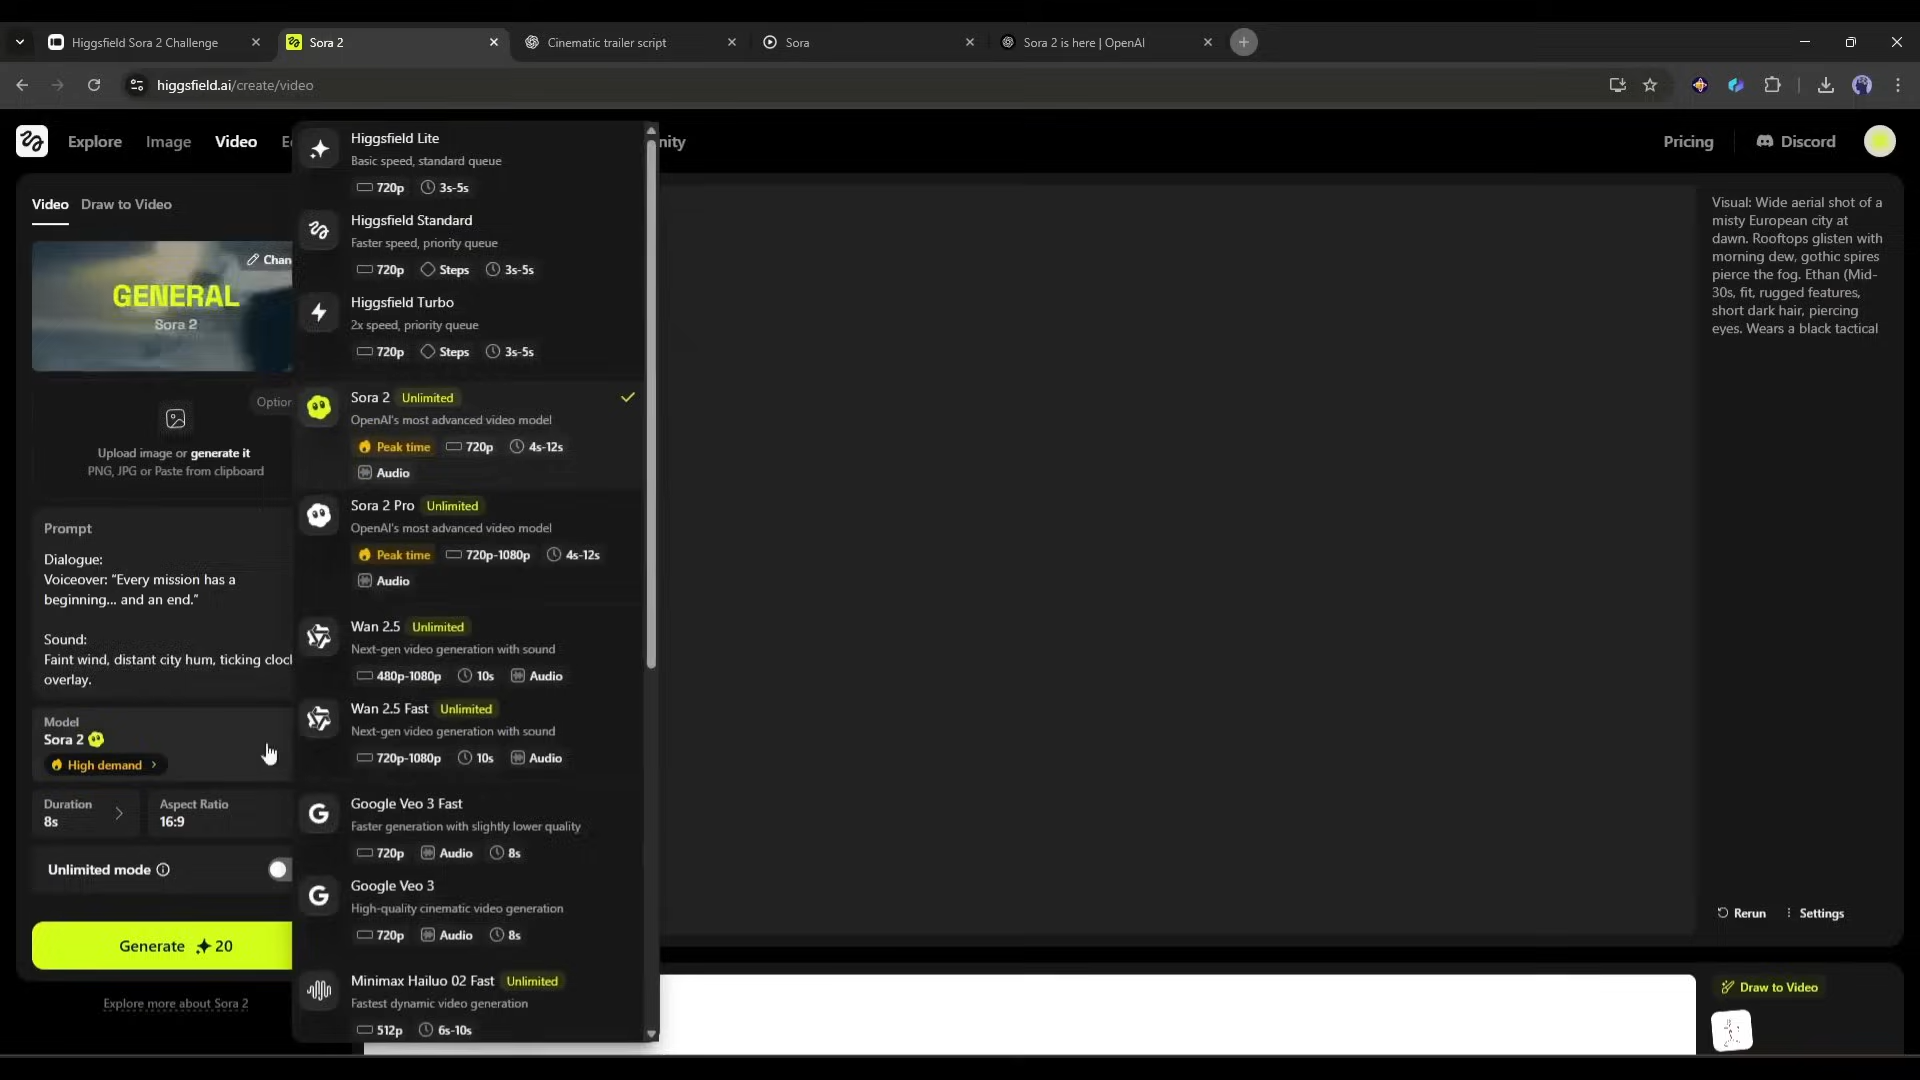 Higgsfield Sora 2 Challenge
Sora 2
Cinematic trailer script
Sora
Sora 2 is here | OpenAI
higgsfield.ai/create/video
Explore
Image
Video
E
nity
Pricing
Discord
Video
Draw to Video
Chan
GENERAL
Sora 2
Option
Upload image or generate it
PNG, JPG or Paste from clipboard
Prompt
Dialogue:
Voiceover: “Every mission has a
beginning... and an end.”
Sound:
Faint wind, distant city hum, ticking clock
overlay.
Model
Sora 2
High demand
Duration
8s
Aspect Ratio
16:9
Unlimited mode
Generate 20
Explore more about Sora 2
Higgsfield Lite
Basic speed, standard queue
720p 3s-5s
Higgsfield Standard
Faster speed, priority queue
720p Steps 3s-5s
Higgsfield Turbo
2x speed, priority queue
720p Steps 3s-5s
Sora 2 Unlimited
OpenAI's most advanced video model
Peak time 720p 4s-12s
Audio
Sora 2 Pro Unlimited
OpenAI's most advanced video model
Peak time 720p-1080p 4s-12s
Audio
Wan 2.5 Unlimited
Next-gen video generation with sound
480p-1080p 10s Audio
Wan 2.5 Fast Unlimited
Next-gen video generation with sound
720p-1080p 10s Audio
Google Veo 3 Fast
Faster generation with slightly lower quality
720p Audio 8s
Google Veo 3
High-quality cinematic video generation
720p Audio 8s
Minimax Hailuo 02 Fast Unlimited
Fastest dynamic video generation
512p 6s-10s
Visual: Wide aerial shot of a
misty European city at
dawn. Rooftops glisten with
morning dew, gothic spires
pierce the fog. Ethan (Mid-
30s, fit, rugged features,
short dark hair, piercing
eyes. Wears a black tactical
Rerun
Settings
Draw to Video